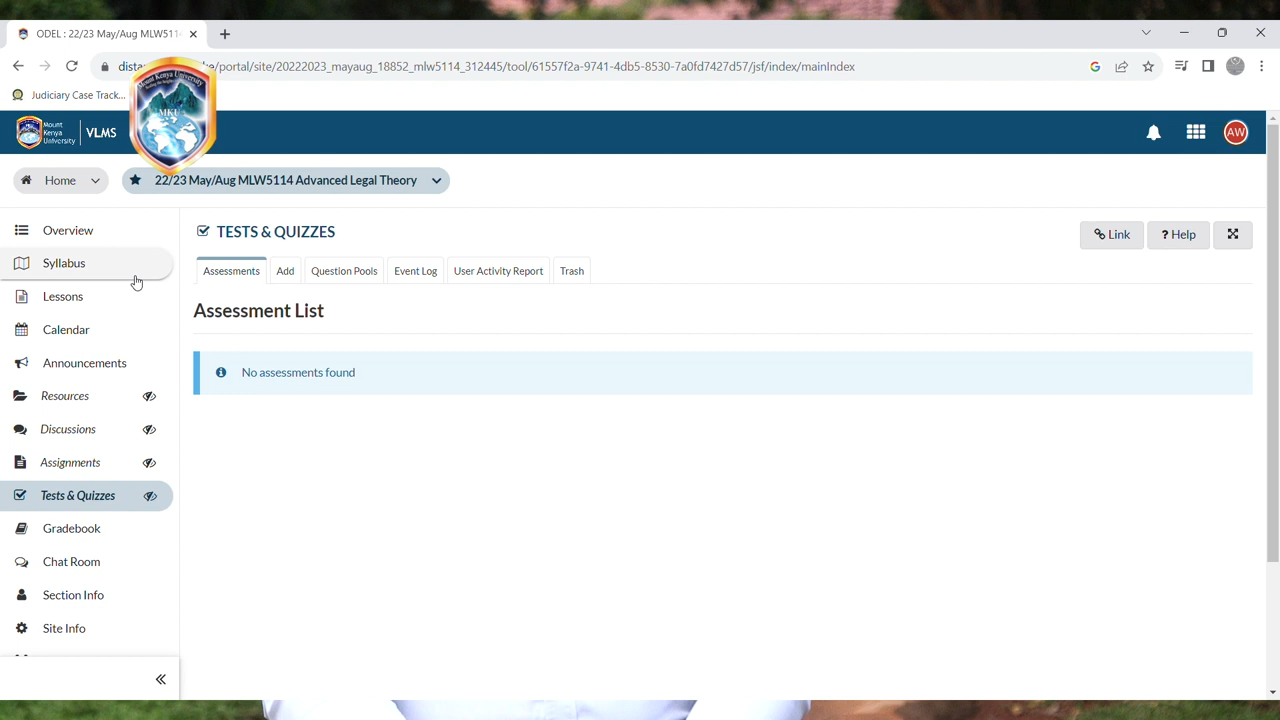 ODEL : 22/23 May/Aug MLW511
/portal/site/20222023_mayaug_18852_mlw5114_312445/tool/61557f2a-9741-4db5-8530-7a0fd7427d57/jsf/index/mainIndex
Judiciary Case Track...
Mount Kenya University
VLMS
MKU
AW
Home
22/23 May/Aug MLW5114 Advanced Legal Theory
Overview
Syllabus
Lessons
Calendar
Announcements
Resources
Discussions
Assignments
Tests & Quizzes
Gradebook
Chat Room
Section Info
Site Info
TESTS & QUIZZES
Link
? Help
Assessments
Add
Question Pools
Event Log
User Activity Report
Trash
Assessment List
No assessments found